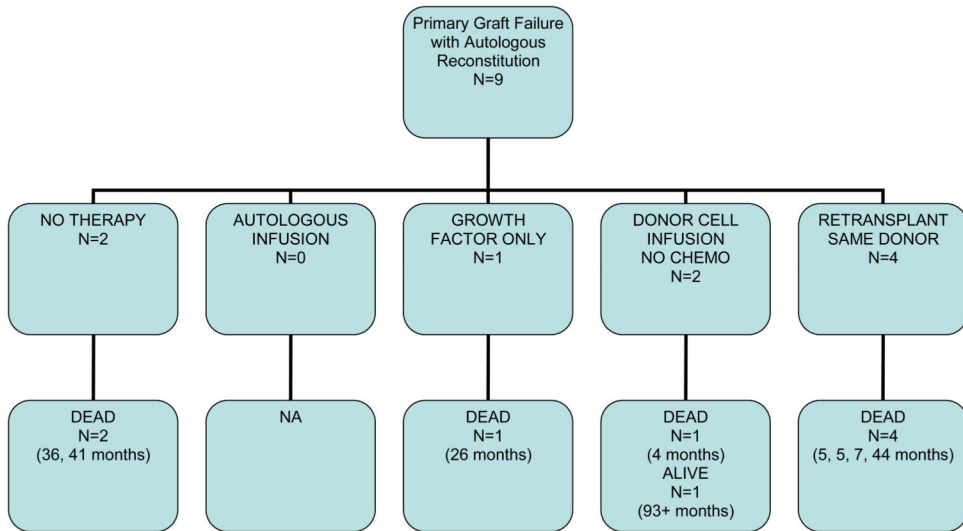 Primary Graft Failure
with Autologous
Reconstitution
N=9
NO THERAPY
N=2
AUTOLOGOUS
INFUSION
N=0
GROWTH
FACTOR ONLY
N=1
DONOR CELL
INFUSION
NO CHEMO
N=2
RETRANSPLANT
SAME DONOR
N=4
DEAD
N=2
(36, 41 months)
NA
DEAD
N=1
(26 months)
DEAD
N=1
(4 months)
ALIVE
N=1
(93+ months)
DEAD
N=4
(5, 5, 7, 44 months)